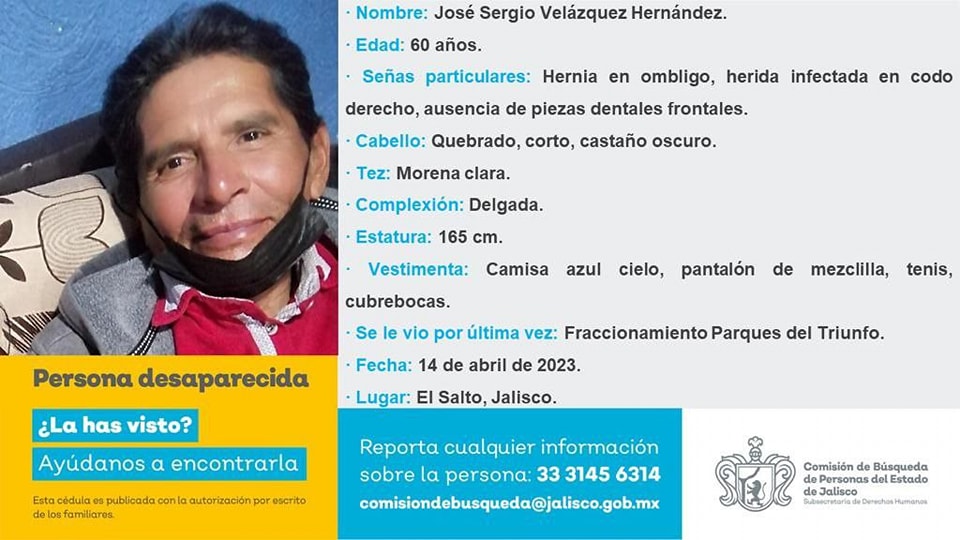 · Nombre: José Sergio Velázquez Hernández.
· Edad: 60 años.
· Señas particulares: Hernia en ombligo, herida infectada en codo
derecho, ausencia de piezas dentales frontales.
· Cabello: Quebrado, corto, castaño oscuro.
· Tez: Morena clara.
· Complexión: Delgada.
· Estatura: 165 cm.
· Vestimenta: Camisa azul cielo, pantalón de mezclilla, tenis,
cubrebocas.
· Se le vio por última vez: Fraccionamiento Parques del Triunfo.
· Fecha: 14 de abril de 2023.
· Lugar: El Salto, Jalisco.
Persona desaparecida
¿La has visto?
Ayúdanos a encontrarla
Esta cédula es publicada con la autorización por escrito
de los familiares.
Reporta cualquier información
sobre la persona: 33 3145 6314
comisiondebusqueda@jalisco.gob.mx
Comisión de Búsqueda
de Personas del Estado
de Jalisco
Subsecretaría de Derechos Humanos